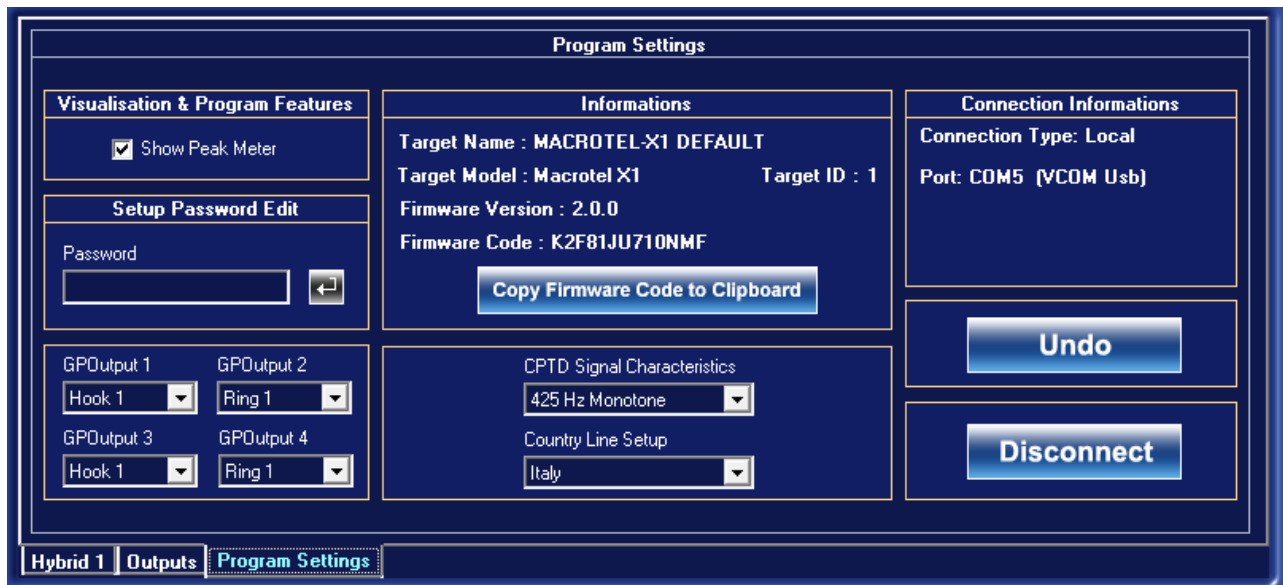 Program Settings
Visualisation & Program Features
Show Peak Meter
Setup Password Edit
Password
GPOutput 1
GPOutput 2
Hook 1
Ring 1
GPOutput 3
GPOutput 4
Hook 1
Ring 1
Informations
Target Name : MACROTEL-X1 DEFAULT
Target Model : Macrotel X1 Target ID : 1
Firmware Version : 2.0.0
Firmware Code : K2F81JU710NMF
Copy Firmware Code to Clipboard
CPTD Signal Characteristics
425 Hz Monotone
Country Line Setup
Italy
Connection Informations
Connection Type: Local
Port: COM5 (VCOM Usb)
Undo
Disconnect
Hybrid 1 Outputs Program Settings